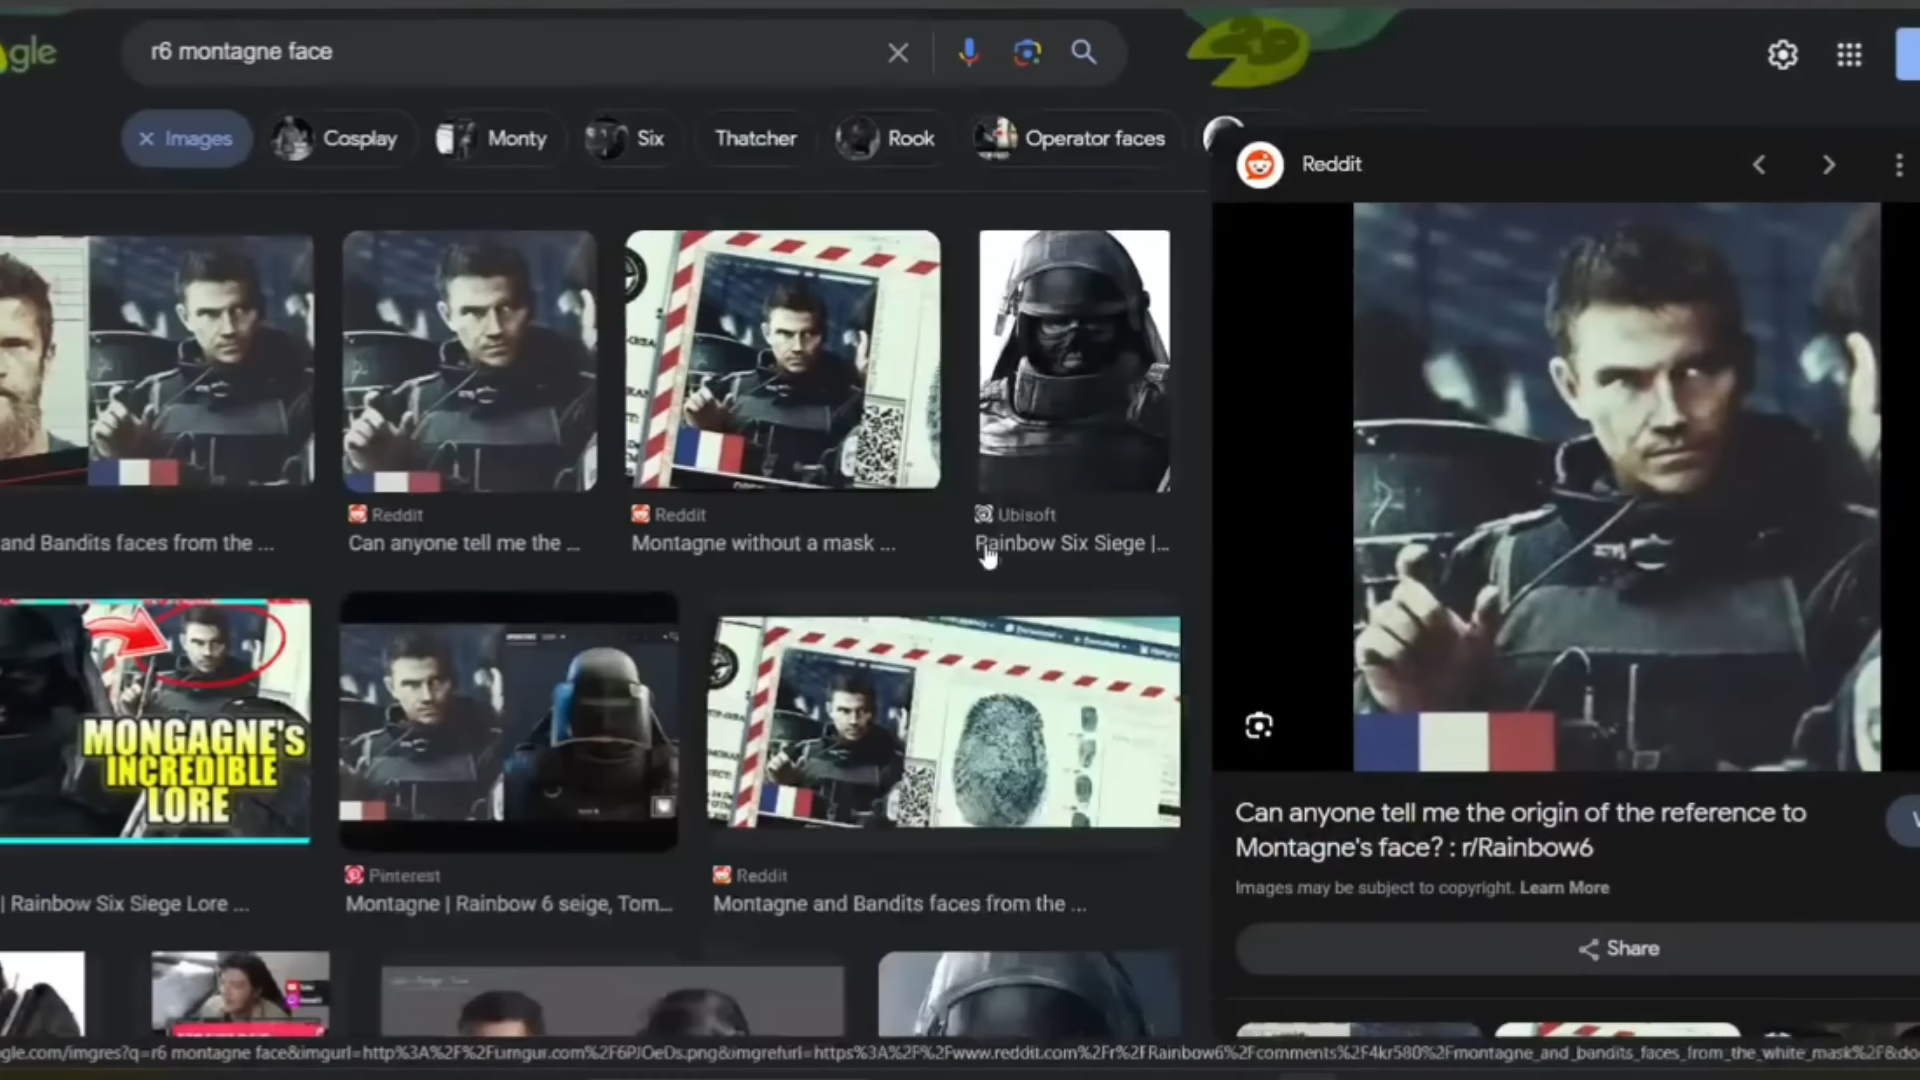 gle
r6 montagne face
29
Images
Cosplay
Monty
Six
Thatcher
Rook
Operator faces
Reddit
and Bandits faces from the ...
Reddit
Can anyone tell me the ...
Reddit
Montagne without a mask ...
Ubisoft
Rainbow Six Siege |...
MONGAGNE'S
INCREDIBLE
LORE
| Rainbow Six Siege Lore ...
Pinterest
Montagne | Rainbow 6 seige, Tom...
Reddit
Montagne and Bandits faces from the ...
Can anyone tell me the origin of the reference to
Montagne's face? : r/Rainbow6
Images may be subject to copyright. Learn More
Share
gle.com/imgres?q=r6 montagne face&imgurl=http%3A%2F%2Fi.imgur.com%2F6PJOeDs.png&imgrefurl=https%3A%2F%2Fwww.reddit.com%2Fr%2FRainbow6%2Fcomments%2F4kr580%2Fmontagne_and_bandits_faces_from_the_white_mask%2F&do